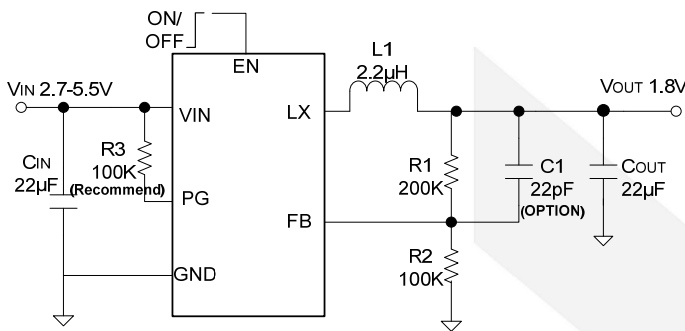 ON/
OFF
EN
L1
2.2µH
VIN 2.7-5.5V
VOUT 1.8V
VIN
LX
CIN
22µF
R3
100K
(Recommend)
PG
R1
200K
C1
22pF
(OPTION)
COUT
22µF
FB
GND
R2
100K